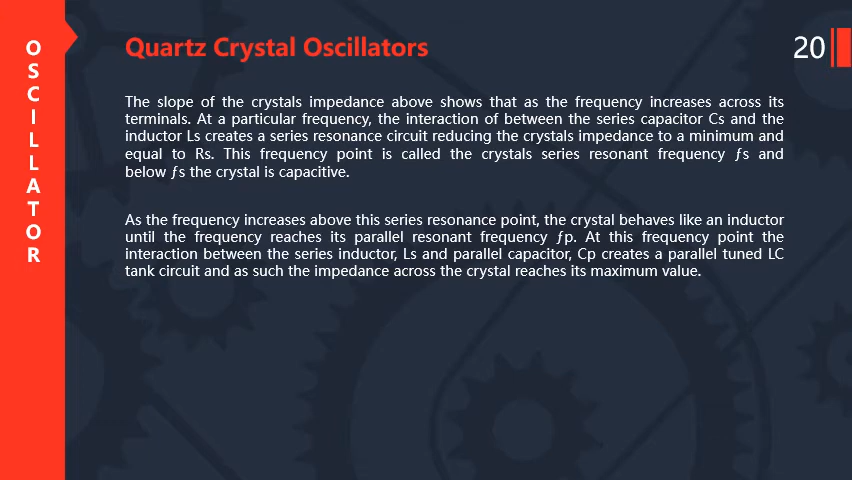 OSCILLATOR
Quartz Crystal Oscillators
20
The slope of the crystals impedance above shows that as the frequency increases across its
terminals. At a particular frequency, the interaction of between the series capacitor Cs and the
inductor Ls creates a series resonance circuit reducing the crystals impedance to a minimum and
equal to Rs. This frequency point is called the crystals series resonant frequency ƒs and
below ƒs the crystal is capacitive.
As the frequency increases above this series resonance point, the crystal behaves like an inductor
until the frequency reaches its parallel resonant frequency ƒp. At this frequency point the
interaction between the series inductor, Ls and parallel capacitor, Cp creates a parallel tuned LC
tank circuit and as such the impedance across the crystal reaches its maximum value.